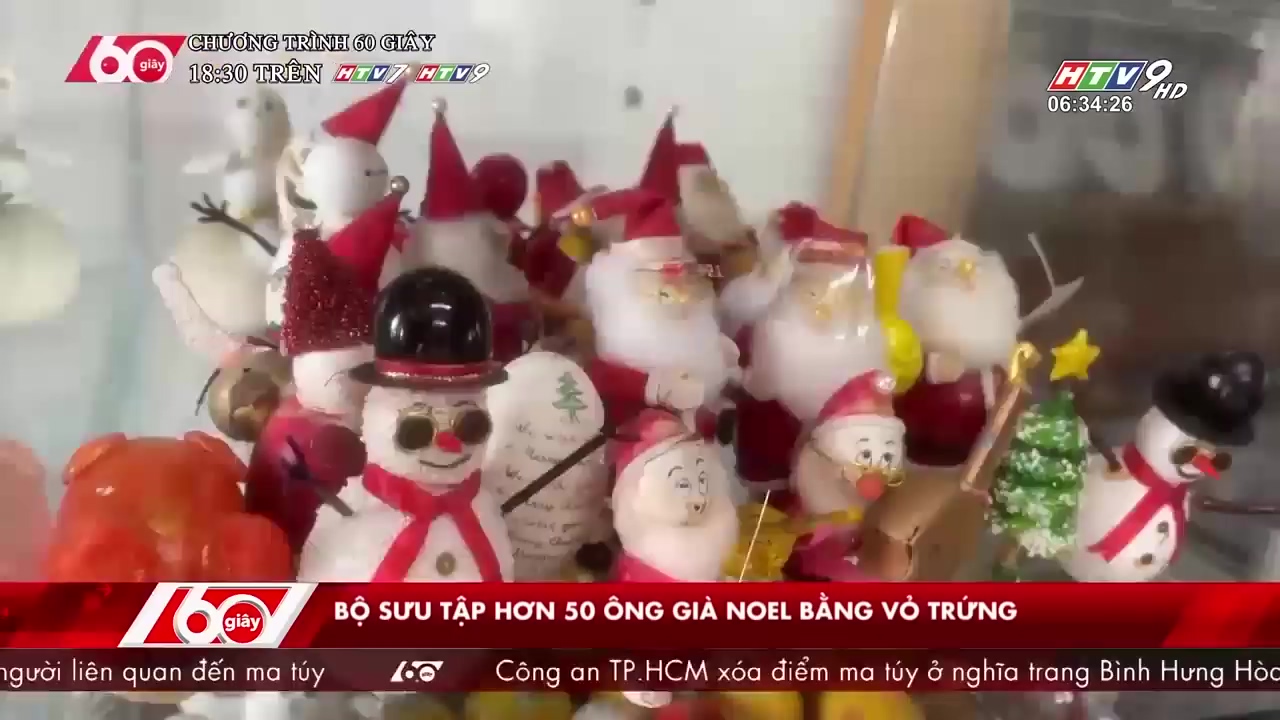 60 giây
CHƯƠNG TRÌNH 60 GIÂY
18:30 TRÊN HTV7 HTV9
HTV9 HD
06:34:26
60 giây
BỘ SƯU TẬP HƠN 50 ÔNG GIÀ NOEL BẰNG VỎ TRỨNG
người liên quan đến ma túy 60 Công an TP.HCM xóa điểm ma túy ở nghĩa trang Bình Hưng Hòa